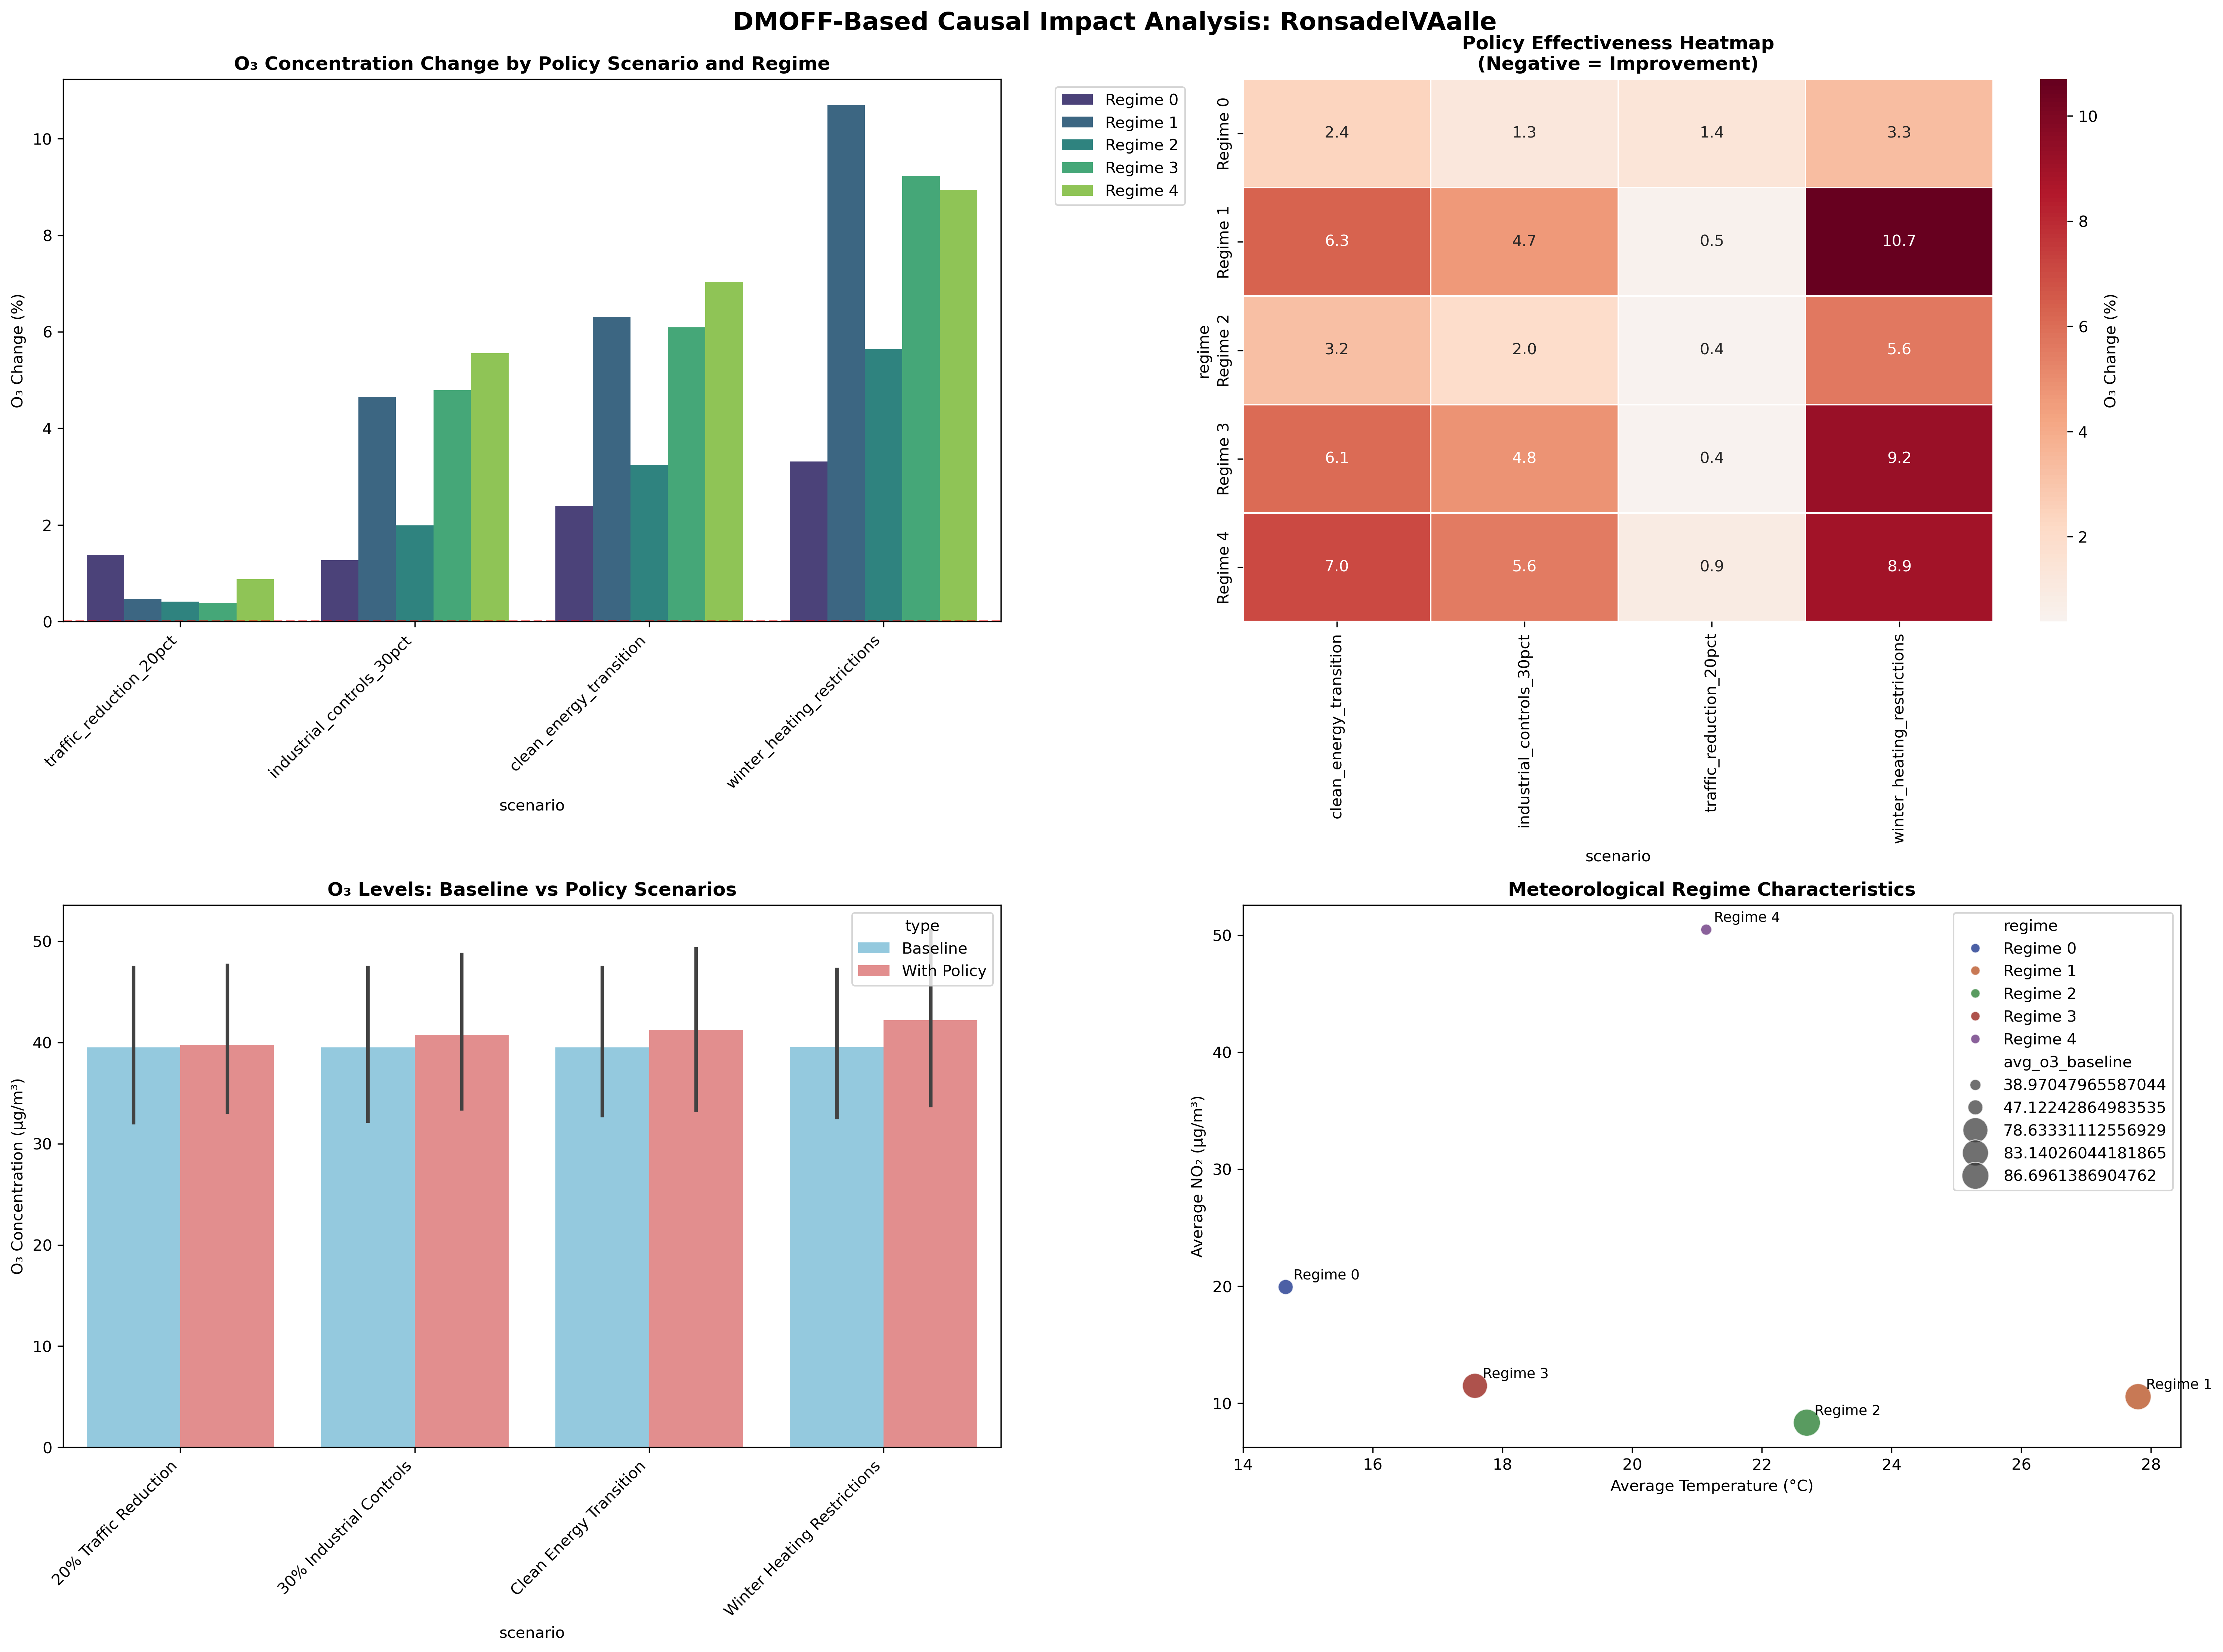 DMOFF-Based Causal Impact Analysis: RonsadelVAalle
O₃ Concentration Change by Policy Scenario and Regime
O₃ Change (%)
10
8
6
4
2
0
traffic_reduction_20pct
industrial_controls_30pct
clean_energy_transition
winter_heating_restrictions
scenario
Regime 0
Regime 1
Regime 2
Regime 3
Regime 4
Policy Effectiveness Heatmap
(Negative = Improvement)
regime
Regime 0
2.4 1.3 1.4 3.3
Regime 1
6.3 4.7 0.5 10.7
Regime 2
3.2 2.0 0.4 5.6
Regime 3
6.1 4.8 0.4 9.2
Regime 4
7.0 5.6 0.9 8.9
clean_energy_transition
industrial_controls_30pct
traffic_reduction_20pct
winter_heating_restrictions
scenario
10
8
6
4
2
O₃ Change (%)
O₃ Levels: Baseline vs Policy Scenarios
O₃ Concentration (μg/m³)
50
40
30
20
10
0
type
Baseline
With Policy
20% Traffic Reduction
30% Industrial Controls
Clean Energy Transition
Winter Heating Restrictions
scenario
Meteorological Regime Characteristics
Average NO₂ (μg/m³)
50
40
30
20
10
Regime 4
Regime 0
Regime 3
Regime 2
Regime 1
regime
Regime 0
Regime 1
Regime 2
Regime 3
Regime 4
avg_o3_baseline
38.97047965587044
47.12242864983535
78.63331112556929
83.14026044181865
86.6961386904762
14 16 18 20 22 24 26 28
Average Temperature (°C)